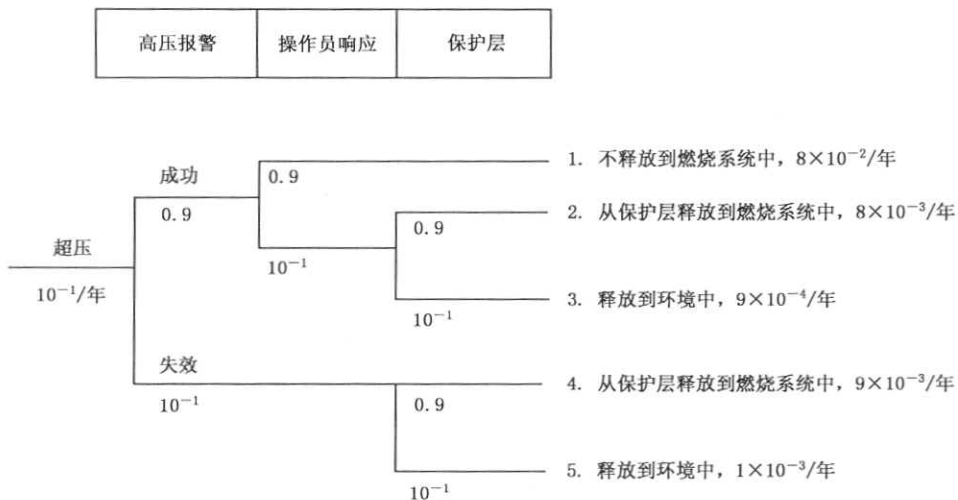 高压报警 操作员响应 保护层
1. 不释放到燃烧系统中，8×10⁻²/年
成功
0.9
0.9
2. 从保护层释放到燃烧系统中，8×10⁻³/年
0.9
超压
10⁻¹
10⁻¹/年
3. 释放到环境中，9×10⁻⁴/年
10⁻¹
失效
4. 从保护层释放到燃烧系统中，9×10⁻³/年
10⁻¹
0.9
5. 释放到环境中，1×10⁻³/年
10⁻¹